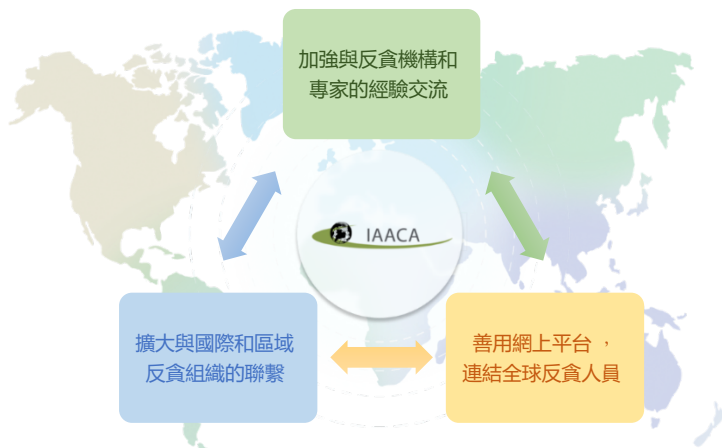 加強與反貪機構和
專家的經驗交流
IAACA
擴大與國際和區域
反貪組織的聯繫
善用網上平台，
連結全球反貪人員